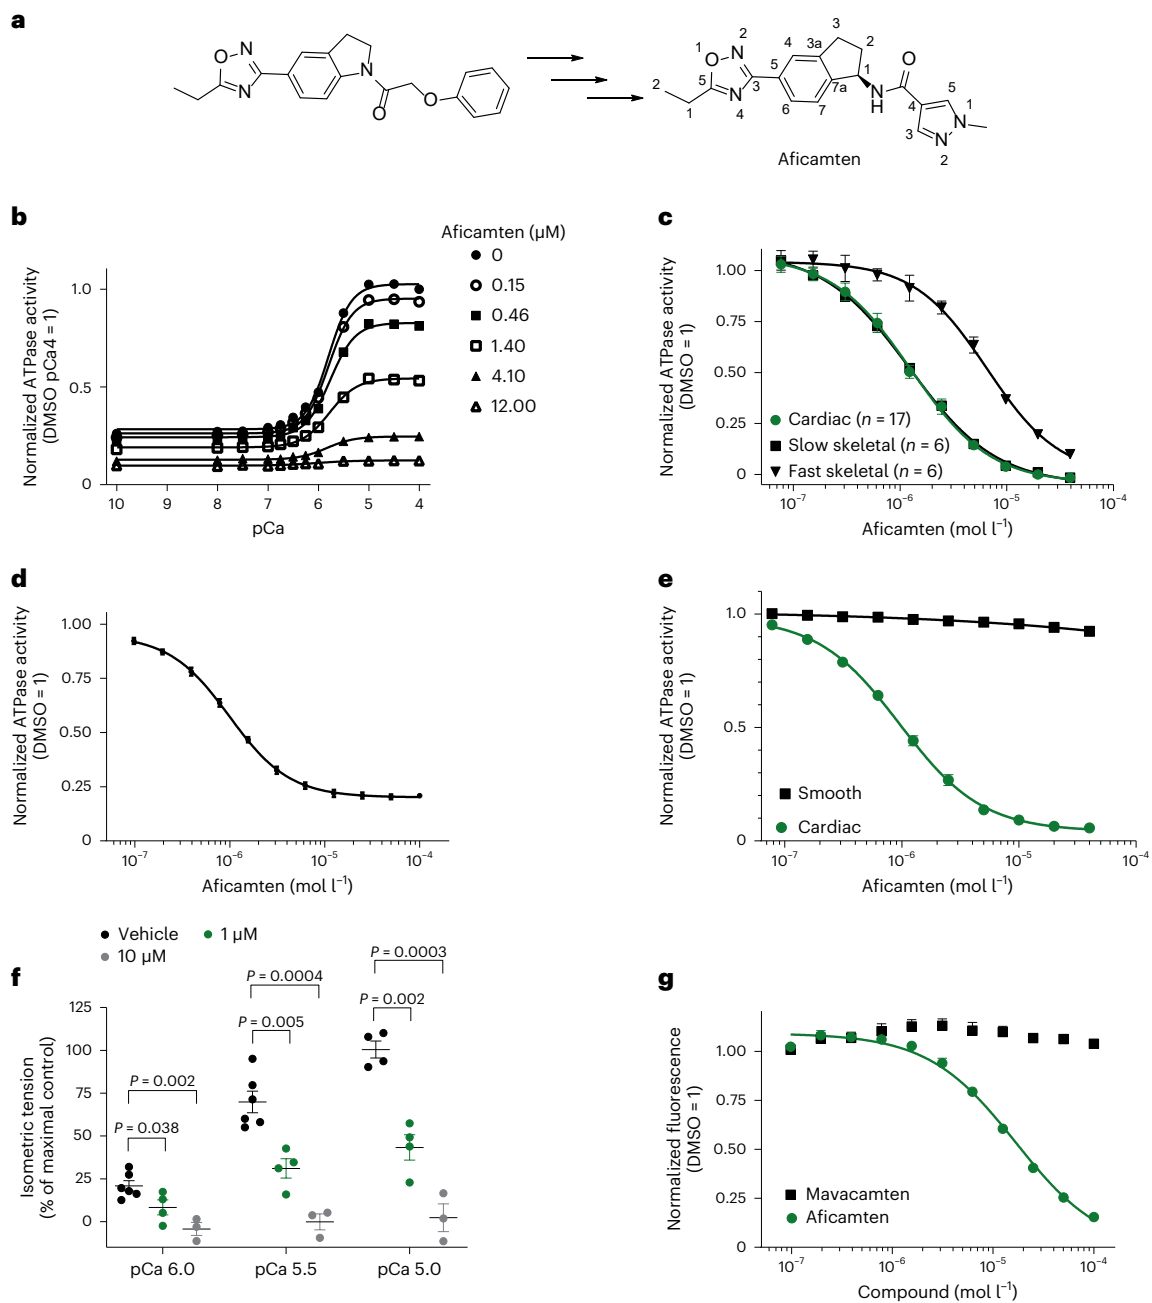 a
O
N
N
N
O
O
1
O
2
N
3
N
4
5
2
1
5
4
3a
3
2
1
7a
7
6
N
H
O
4
5
1
N
N
2
3
Aficamten
b
Normalized ATPase activity
(DMSO pCa4 = 1)
1.0
0.5
0
10
9
8
7
6
5
4
pCa
Aficamten (µM)
0
0.15
0.46
1.40
4.10
12.00
c
Normalized ATPase activity
(DMSO = 1)
1.00
0.50
0.25
0
Cardiac (n = 17)
Slow skeletal (n = 6)
Fast skeletal (n = 6)
10⁻⁷
10⁻⁶
10⁻⁵
10⁻⁴
Aficamten (mol l⁻¹)
d
Normalized ATPase activity
(DMSO = 1)
1.00
0.75
0.50
0.25
0
10⁻⁷
10⁻⁶
10⁻⁵
10⁻⁴
Aficamten (mol l⁻¹)
e
Normalized ATPase activity
(DMSO = 1)
1.0
0.5
0
Smooth
Cardiac
10⁻⁷
10⁻⁶
10⁻⁵
10⁻⁴
Aficamten (mol l⁻¹)
f
Vehicle
1 µM
10 µM
Isometric tension
(% of maximal control)
125
100
75
50
25
0
P = 0.002
P = 0.038
P = 0.0004
P = 0.005
P = 0.0003
P = 0.002
pCa 6.0
pCa 5.5
pCa 5.0
g
Normalized fluorescence
(DMSO = 1)
1.00
0.75
0.50
0.25
0
Mavacamten
Aficamten
10⁻⁷
10⁻⁶
10⁻⁵
10⁻⁴
Compound (mol l⁻¹)